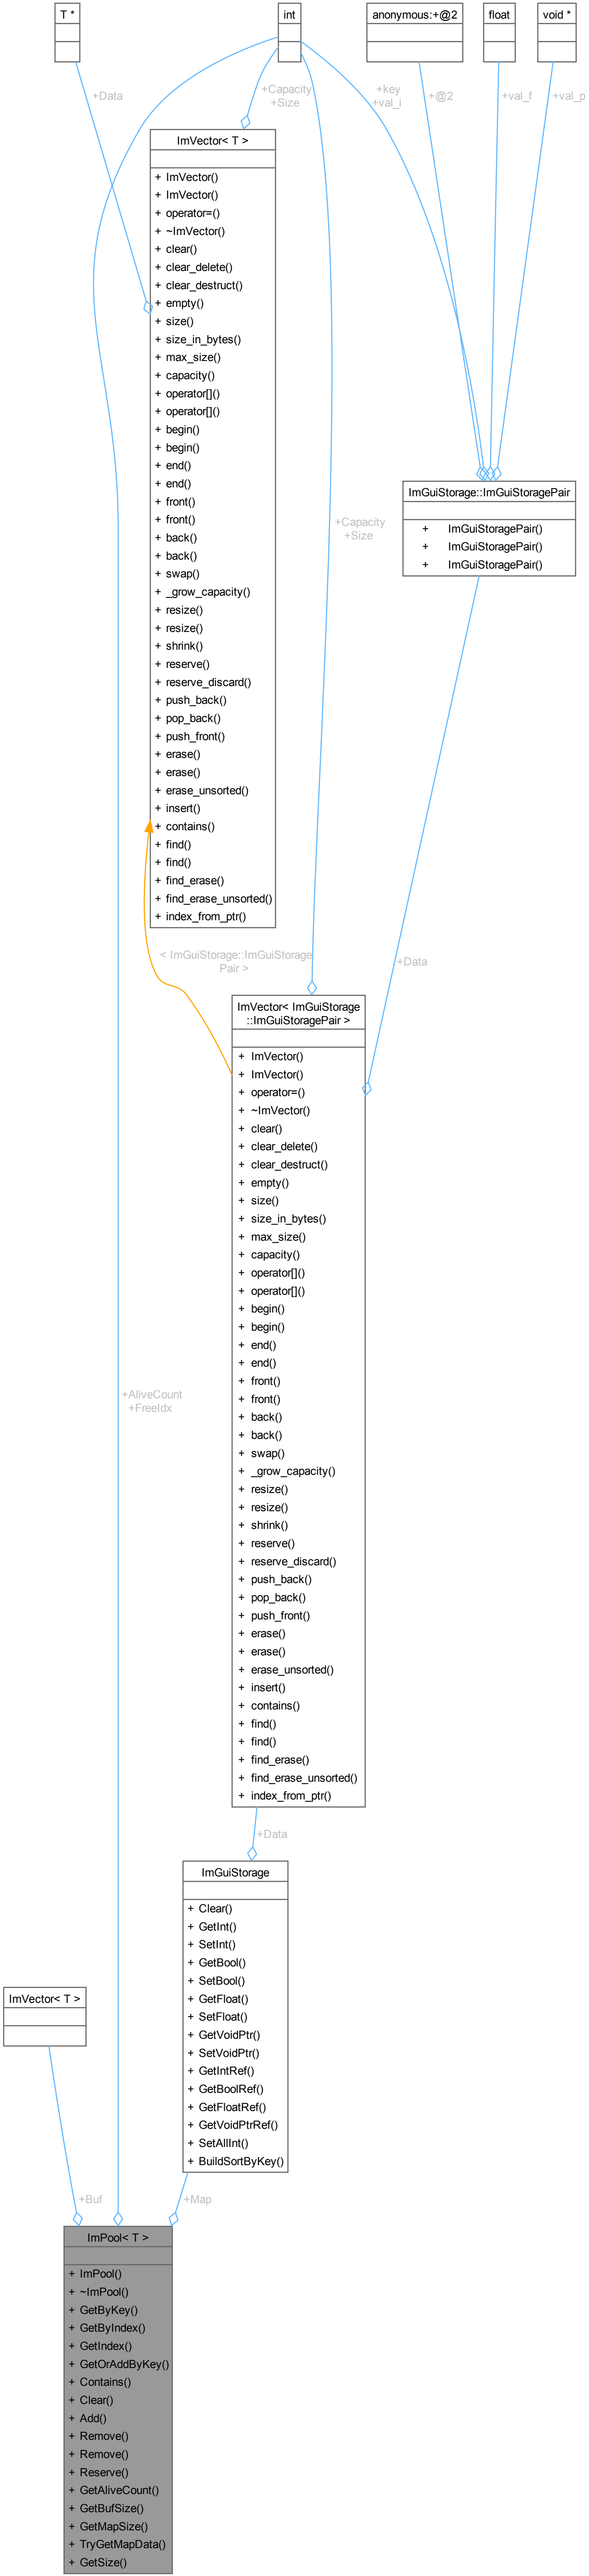 T *
int
anonymous:+@2
float
void *
+Data
+Capacity
+Size
+key
+val_i
+@2
+val_f
+val_p
ImVector< T >
+ ImVector()
+ ImVector()
+ operator=()
+ ~ImVector()
+ clear()
+ clear_delete()
+ clear_destruct()
+ empty()
+ size()
+ size_in_bytes()
+ max_size()
+ capacity()
+ operator[]()
+ operator[]()
+ begin()
+ begin()
+ end()
+ end()
+ front()
+ front()
+ back()
+ back()
+ swap()
+ _grow_capacity()
+ resize()
+ resize()
+ shrink()
+ reserve()
+ reserve_discard()
+ push_back()
+ pop_back()
+ push_front()
+ erase()
+ erase()
+ erase_unsorted()
+ insert()
+ contains()
+ find()
+ find()
+ find_erase()
+ find_erase_unsorted()
+ index_from_ptr()
+Capacity
+Size
ImGuiStorage::ImGuiStoragePair
+ ImGuiStoragePair()
+ ImGuiStoragePair()
+ ImGuiStoragePair()
< ImGuiStorage::ImGuiStorage
Pair >
+Data
ImVector< ImGuiStorage
::ImGuiStoragePair >
+ ImVector()
+ ImVector()
+ operator=()
+ ~ImVector()
+ clear()
+ clear_delete()
+ clear_destruct()
+ empty()
+ size()
+ size_in_bytes()
+ max_size()
+ capacity()
+ operator[]()
+ operator[]()
+ begin()
+ begin()
+ end()
+ end()
+ front()
+ front()
+ back()
+ back()
+ swap()
+ _grow_capacity()
+ resize()
+ resize()
+ shrink()
+ reserve()
+ reserve_discard()
+ push_back()
+ pop_back()
+ push_front()
+ erase()
+ erase()
+ erase_unsorted()
+ insert()
+ contains()
+ find()
+ find()
+ find_erase()
+ find_erase_unsorted()
+ index_from_ptr()
+AliveCount
+FreeIdx
+Data
ImGuiStorage
+ Clear()
+ GetInt()
+ SetInt()
+ GetBool()
+ SetBool()
+ GetFloat()
+ SetFloat()
+ GetVoidPtr()
+ SetVoidPtr()
+ GetIntRef()
+ GetBoolRef()
+ GetFloatRef()
+ GetVoidPtrRef()
+ SetAllInt()
+ BuildSortByKey()
ImVector< T >
+Buf
+Map
ImPool< T >
+ ImPool()
+ ~ImPool()
+ GetByKey()
+ GetByIndex()
+ GetIndex()
+ GetOrAddByKey()
+ Contains()
+ Clear()
+ Add()
+ Remove()
+ Remove()
+ Reserve()
+ GetAliveCount()
+ GetBufSize()
+ GetMapSize()
+ TryGetMapData()
+ GetSize()